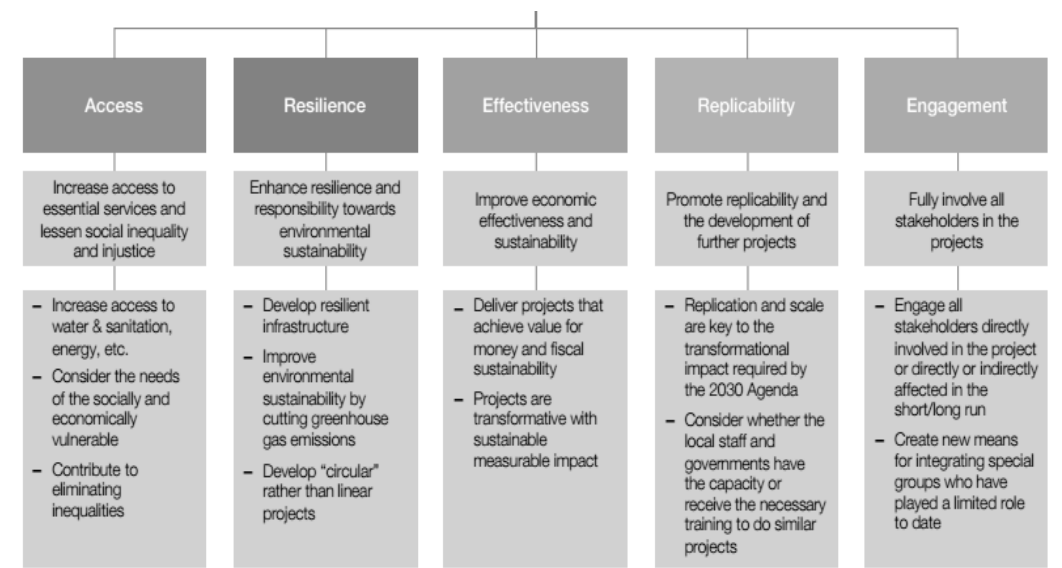 Access
Increase access to
essential services and
lessen social inequality
and injustice
– Increase access to
water & sanitation,
energy, etc.
– Consider the needs
of the socially and
economically
vulnerable
– Contribute to
eliminating
inequalities
Resilience
Enhance resilience and
responsibility towards
environmental
sustainability
– Develop resilient
infrastructure
– Improve
environmental
sustainability by
cutting greenhouse
gas emissions
– Develop “circular”
rather than linear
projects
Effectiveness
Improve economic
effectiveness and
sustainability
– Deliver projects that
achieve value for
money and fiscal
sustainability
– Projects are
transformative with
sustainable
measurable impact
Replicability
Promote replicability and
the development of
further projects
– Replication and scale
are key to the
transformational
impact required by
the 2030 Agenda
– Consider whether the
local staff and
governments have
the capacity or
receive the necessary
training to do similar
projects
Engagement
Fully involve all
stakeholders in the
projects
– Engage all
stakeholders directly
involved in the project
or directly or indirectly
affected in the
short/long run
– Create new means
for integrating special
groups who have
played a limited role
to date